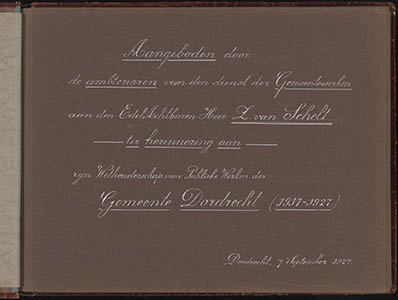 Aangeboden door
de ambtenaren van den dienst der Gemeentewerken
aan den EdelAchtbaren Heer Z. van Schelt.
— ter herinnering aan —
zijn Wethouderschap van Publieke Werken der
Gemeente Dordrecht (1917-1927)
Dordrecht, 7 September 1927.